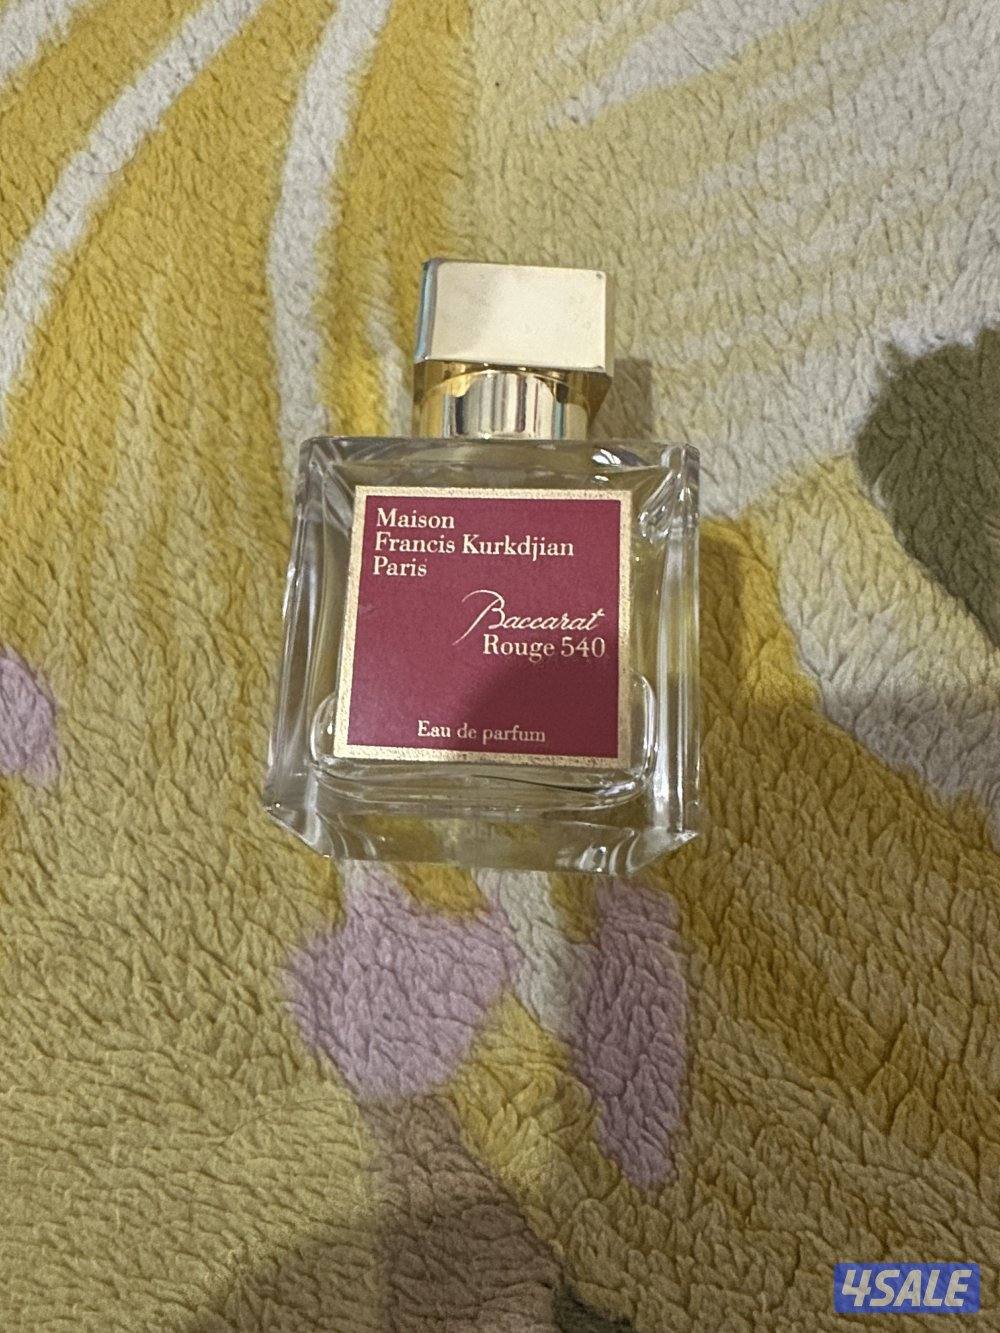 Maison
Francis Kurkdjian
Paris
Baccarat
Rouge 540
Eau de parfum
4SALE